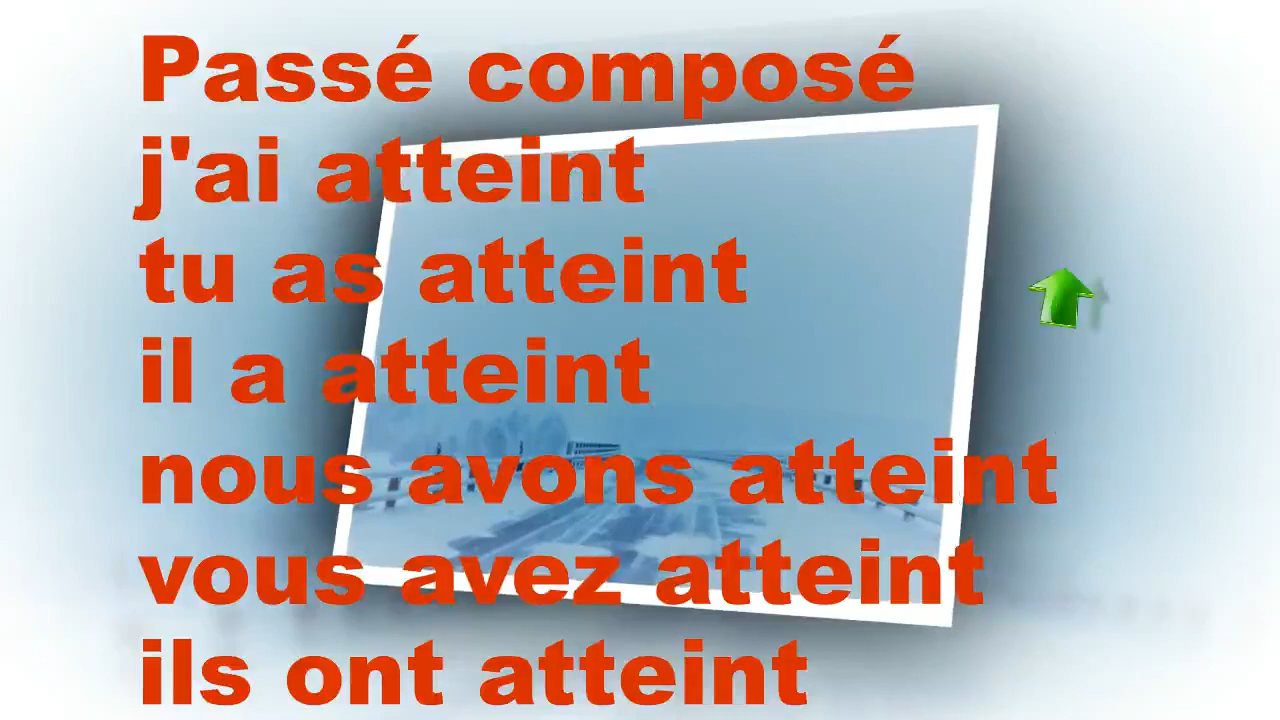 Passé composé
j'ai atteint
tu as atteint
il a atteint
nous avons atteint
vous avez atteint
ils ont atteint